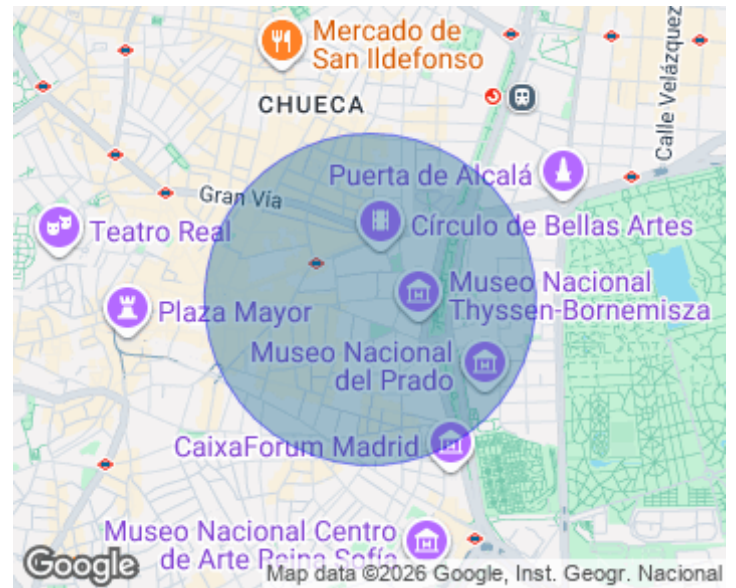 Mercado de
San Ildefonso
CHUECA
Calle Velázquez
Puerta de Alcalá
Gran Vía
Teatro Real
Círculo de Bellas Artes
Museo Nacional
Thyssen-Bornemisza
Plaza Mayor
Museo Nacional
del Prado
CaixaForum Madrid
Museo Nacional Centro
de Arte Reina Sofía
Google
Map data ©2026 Google, Inst. Geogr. Nacional